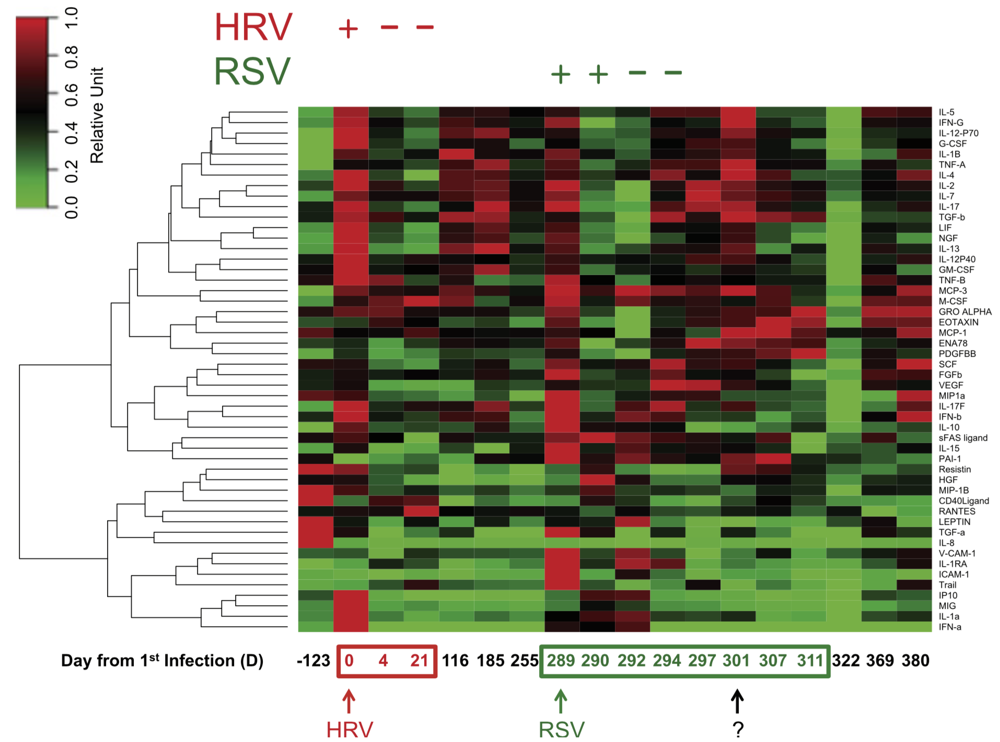 HRV + − −
RSV + + − −
1.0
0.8
0.6
0.4
0.2
0.0
Relative Unit
IL-5
IFN-G
IL-12-P70
G-CSF
IL-1B
TNF-A
IL-4
IL-2
IL-7
IL-17
TGF-b
LIF
NGF
IL-13
IL-12P40
GM-CSF
TNF-B
MCP-3
M-CSF
GRO ALPHA
EOTAXIN
MCP-1
ENA78
PDGFBB
SCF
FGFb
VEGF
MIP1a
IL-17F
IFN-b
IL-10
sFAS ligand
IL-15
PAI-1
Resistin
HGF
MIP-1B
CD40Ligand
RANTES
LEPTIN
TGF-a
IL-8
V-CAM-1
IL-1RA
ICAM-1
Trail
IP10
MIG
IL-1a
IFN-a
Day from 1st Infection (D) -123 0 4 21 116 185 255 289 290 292 294 297 301 307 311 322 369 380
HRV RSV ?